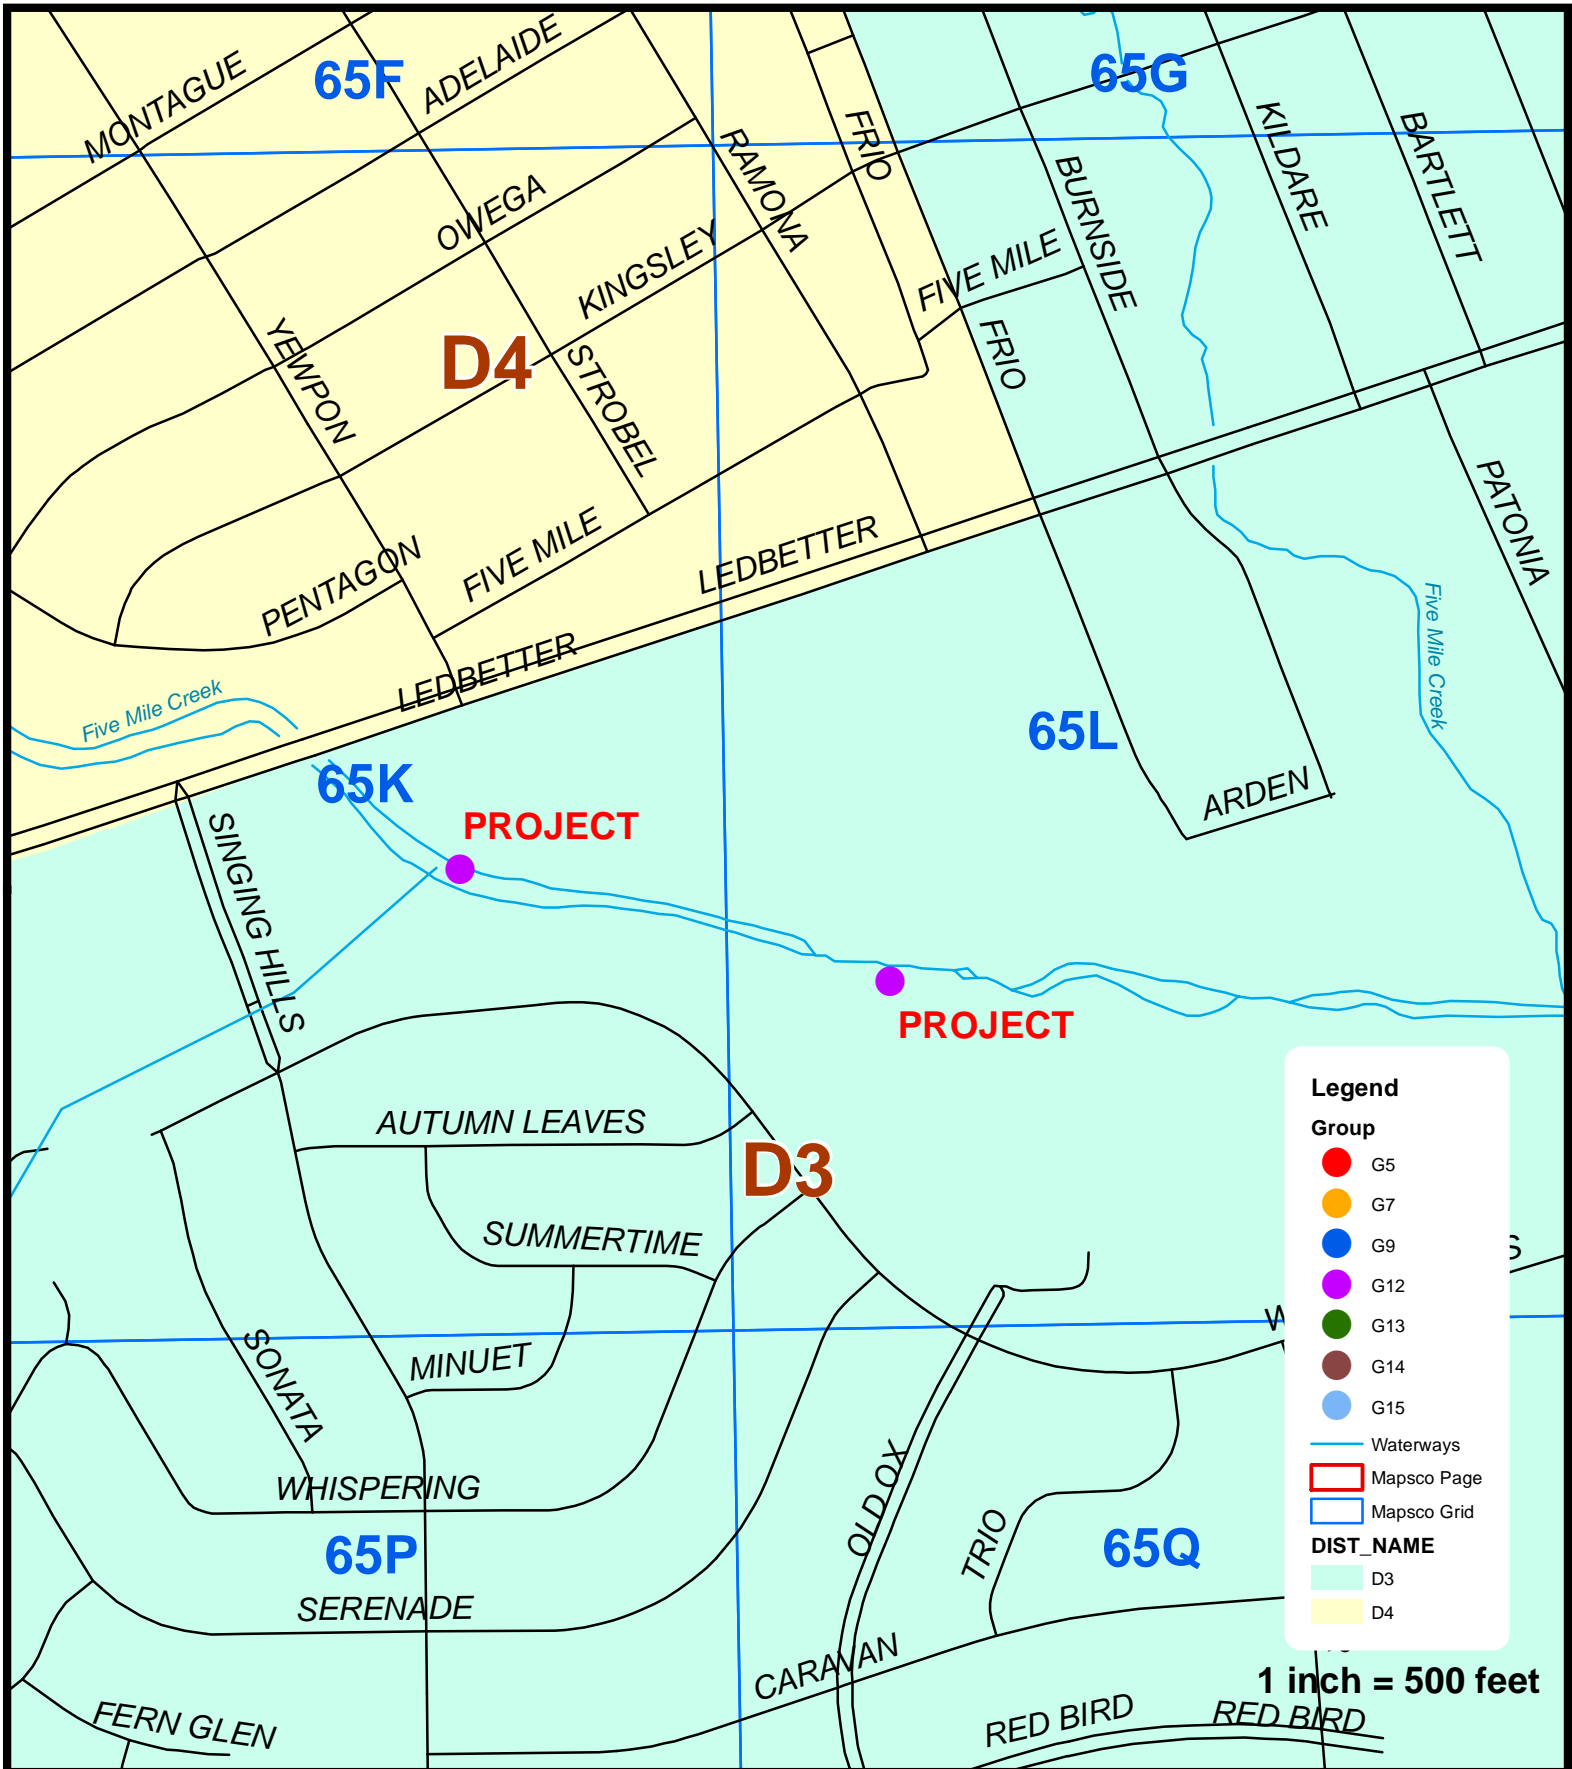 MONTAGUE
65F
ADELAIDE
65G
FRIO
KILDARE
BARTLETT
RAMONA
BURNSIDE
OWEGA
KINGSLEY
FIVE MILE
YEWPON
D4
STROBEL
FRIO
PENTAGON
FIVE MILE
LEDBETTER
PATONIA
LEDBETTER
Five Mile Creek
Five Mile Creek
65K
65L
ARDEN
SINGING HILLS
PROJECT
PROJECT
AUTUMN LEAVES
D3
SUMMERTIME
MINUET
SONATA
WHISPERING
65P
SERENADE
OLD OX
TRIO
65Q
CARAVAN
FERN GLEN
RED BIRD
RED BIRD
W
S
Legend
Group
G5
G7
G9
G12
G13
G14
G15
Waterways
Mapsco Page
Mapsco Grid
DIST_NAME
D3
D4
1 inch = 500 feet